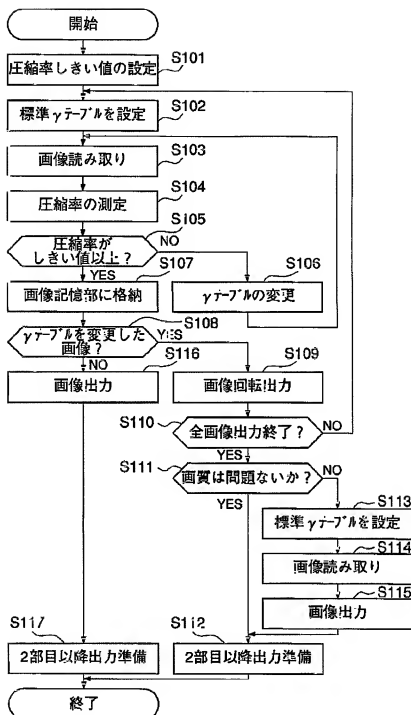 開始
S101
圧縮率しきい値の設定
S102
標準γテーブルを設定
S103
画像読み取り
S104
圧縮率の測定
S105
圧縮率が
しきい値以上?
NO
YES
S107
S106
画像記憶部に格納
γテーブルの変更
S108
γテーブルを変更した
画像?
YES
NO
S116
S109
画像出力
画像回転出力
S110
全画像出力終了?
NO
YES
S111
画質は問題ないか?
NO
YES
S113
標準γテーブルを設定
S114
画像読み取り
S115
画像出力
S117
S112
2部目以降出力準備
2部目以降出力準備
終了